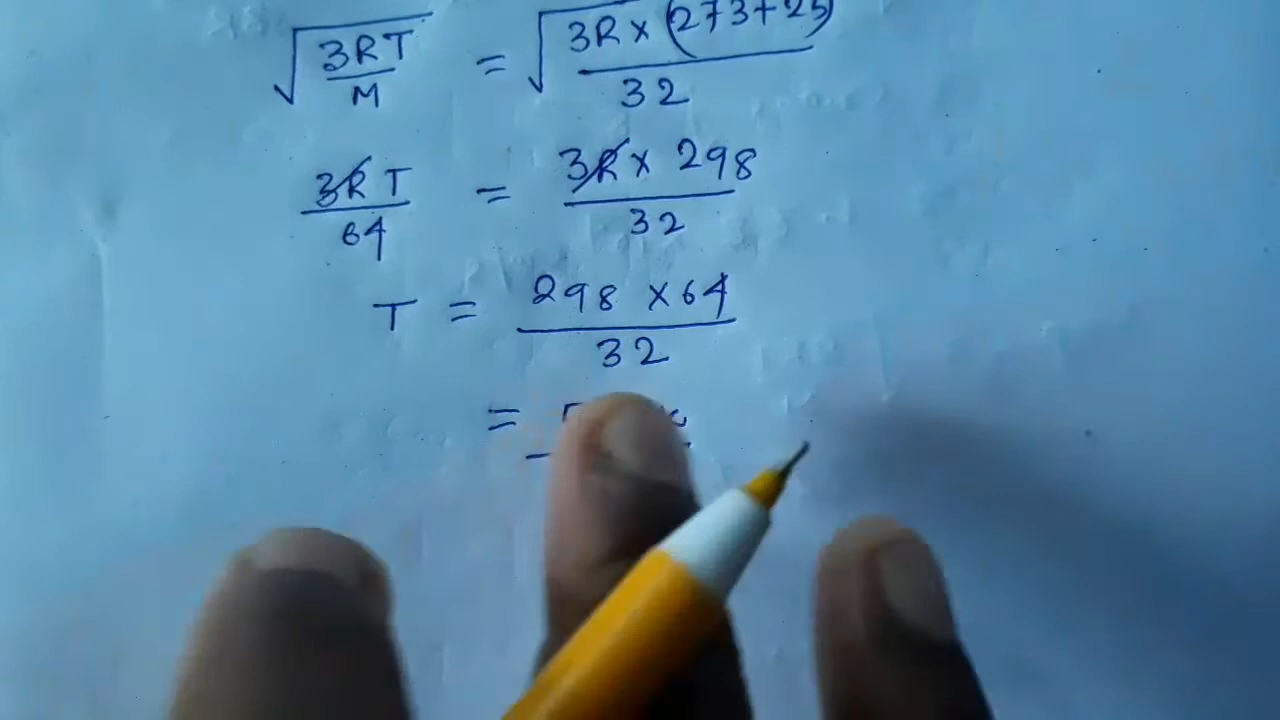 √(3RT/M) = √(3R × (273+25)/32)
3RT/64 = 3R × 298/32
T = 298 × 64/32
=